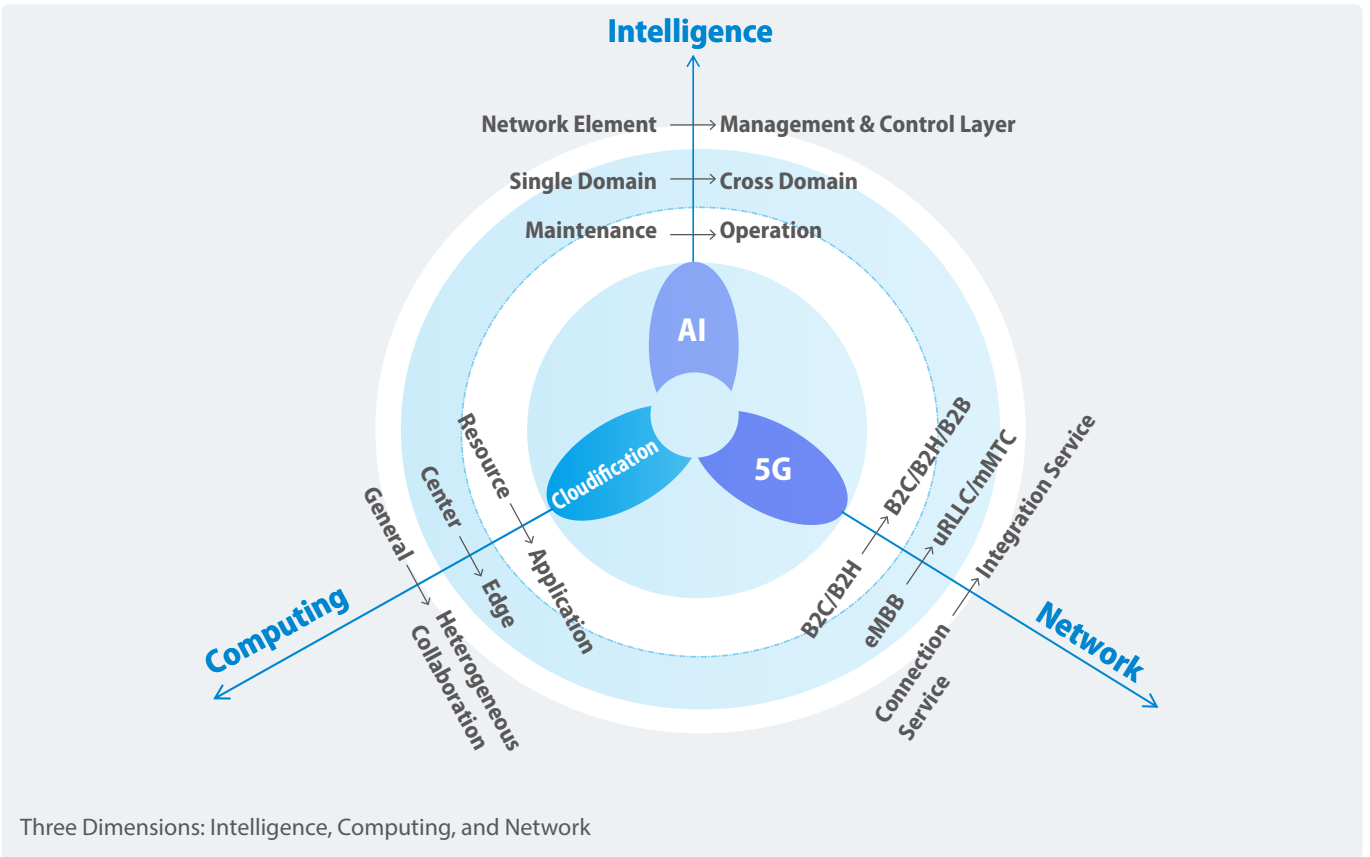 Intelligence
Network Element
Management & Control Layer
Single Domain
Cross Domain
Maintenance
Operation
AI
Cloudification
5G
Resource
Application
Center
Edge
General
Heterogeneous
Collaboration
Computing
B2C/B2H
B2C/B2H/B2B
eMBB
uRLLC/mMTC
Connection
Service
Integration Service
Network
Three Dimensions: Intelligence, Computing, and Network